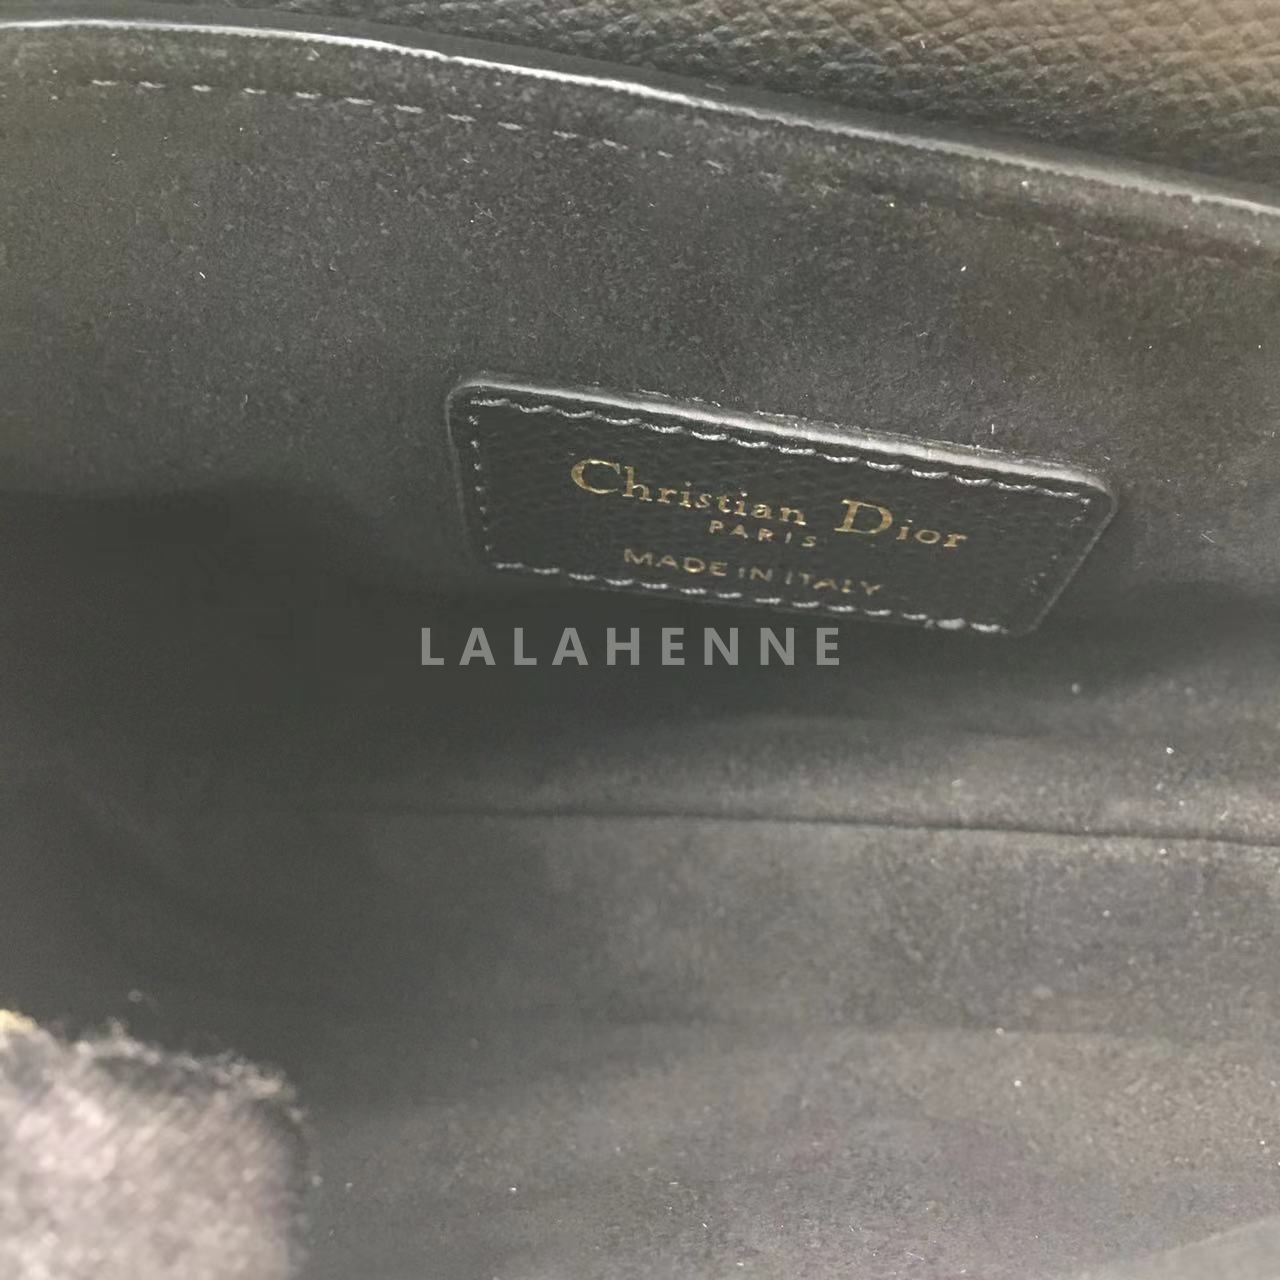 Christian Dior
PARIS
MADE IN ITALY
LALAHENNE